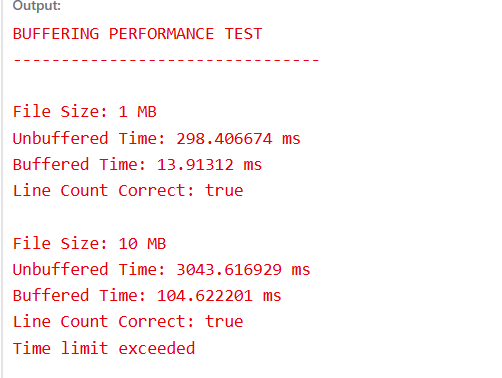 Output:
BUFFERING PERFORMANCE TEST
--------------------------------
File Size: 1 MB
Unbuffered Time: 298.406674 ms
Buffered Time: 13.91312 ms
Line Count Correct: true
File Size: 10 MB
Unbuffered Time: 3043.616929 ms
Buffered Time: 104.622201 ms
Line Count Correct: true
Time limit exceeded